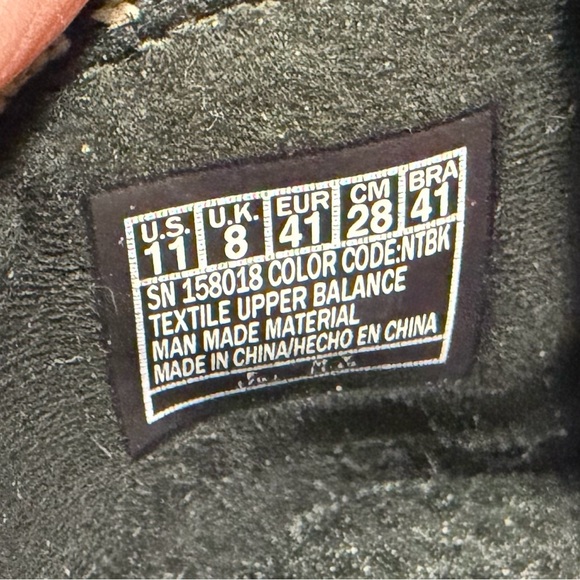 U.S. U.K. EUR CM BRA
11 8 41 28 41
SN 158018 COLOR CODE:NTBK
TEXTILE UPPER BALANCE
MAN MADE MATERIAL
MADE IN CHINA/HECHO EN CHINA